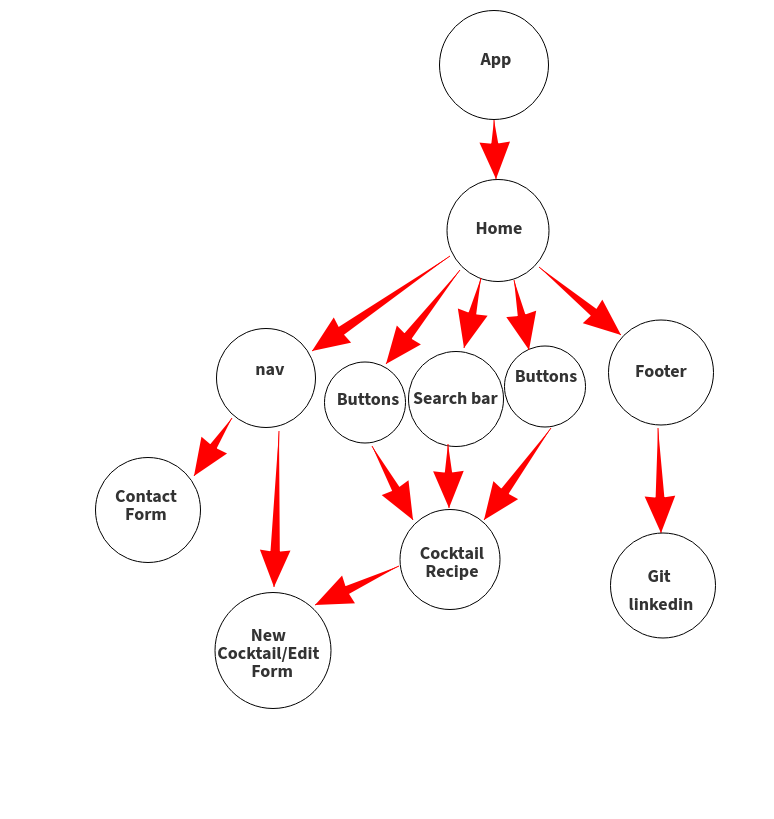 App
Home
nav
Buttons
Search bar
Buttons
Footer
Contact
Form
Cocktail
Recipe
Git
linkedin
New
Cocktail/Edit
Form